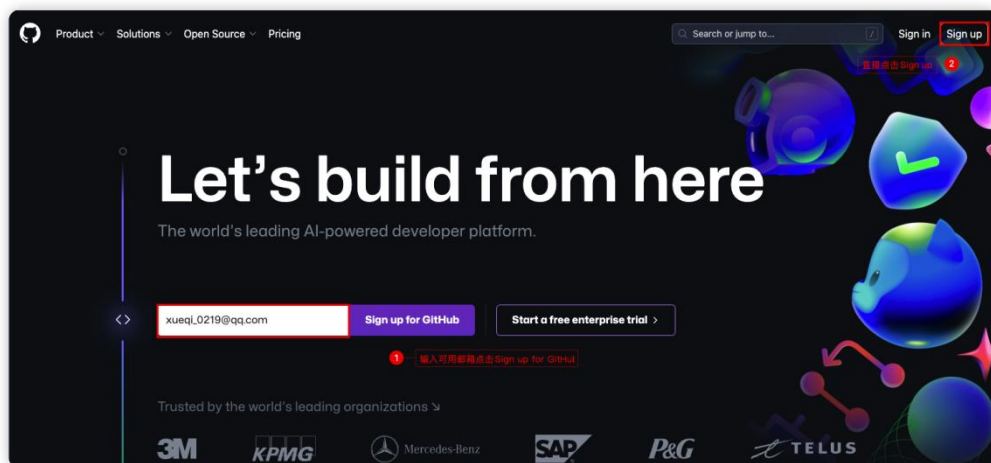 Product Solutions Open Source Pricing Search or jump to... / Sign in Sign up
直接点击Sign up 2
Let's build from here
The world's leading AI-powered developer platform.
xueqi_0219@qq.com Sign up for GitHub Start a free enterprise trial >
1 输入可用邮箱点击Sign up for GitHul
Trusted by the world's leading organizations ↘
3M KPMG Mercedes-Benz SAP P&G TELUS